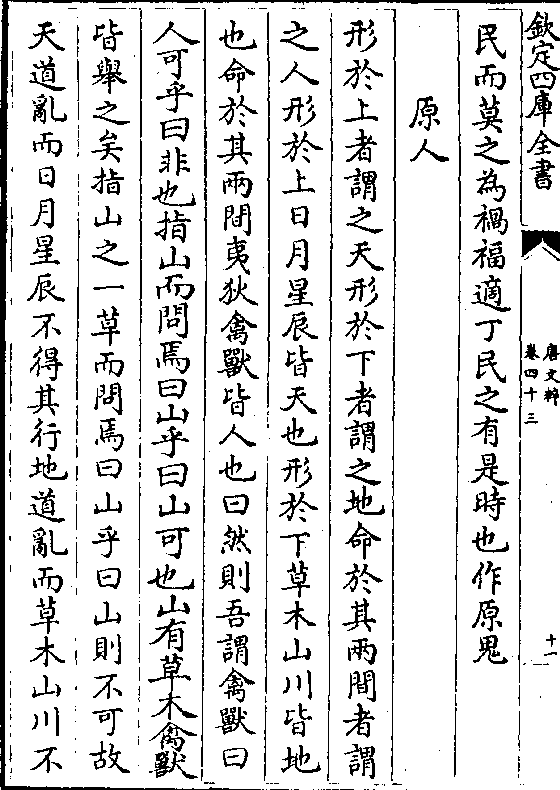 欽定四庫全書
唐文粹
卷四十三
十一
民而莫之為禍福適丁民之有是時也作原鬼
原人
形於上者謂之天形於下者謂之地命於其兩間者謂
之人形於上日月星辰皆天也形於下草木山川皆地
也命於其兩間夷狄禽獸皆人也曰然則吾謂禽獸曰
人可乎曰非也指山而問焉曰山乎曰山可也山有草木禽獸
皆舉之矣指山之一草而問焉曰山乎曰山則不可故
天道亂而日月星辰不得其行地道亂而草木山川不